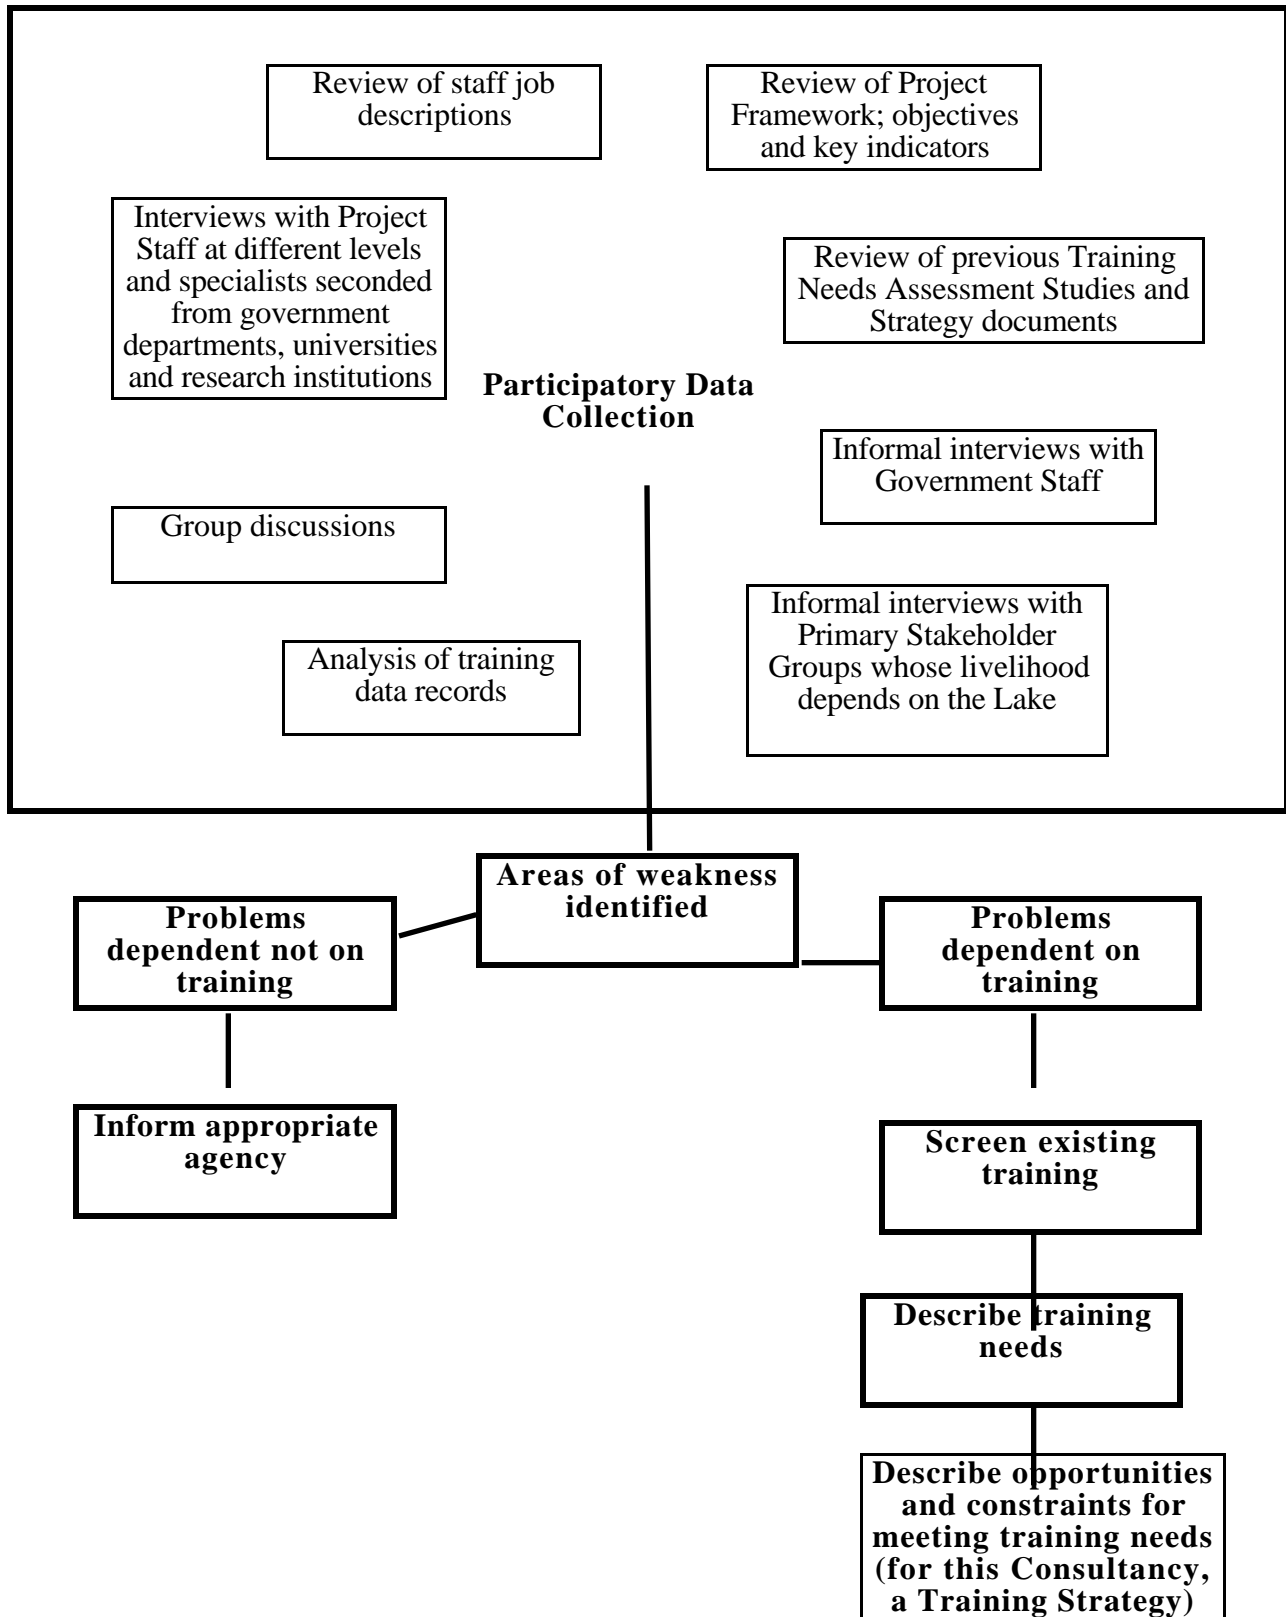 Review of staff job
descriptions
Review of Project
Framework; objectives
and key indicators
Interviews with Project
Staff at different levels
and specialists seconded
from government
departments, universities
and research institutions
Review of previous Training
Needs Assessment Studies and
Strategy documents
Participatory Data
Collection
Informal interviews with
Government Staff
Group discussions
Informal interviews with
Primary Stakeholder
Groups whose livelihood
depends on the Lake
Analysis of training
data records
Areas of weakness
identified
Problems
dependent not on
training
Problems
dependent on
training
Inform appropriate
agency
Screen existing
training
Describe training
needs
Describe opportunities
and constraints for
meeting training needs
(for this Consultancy,
a Training Strategy)